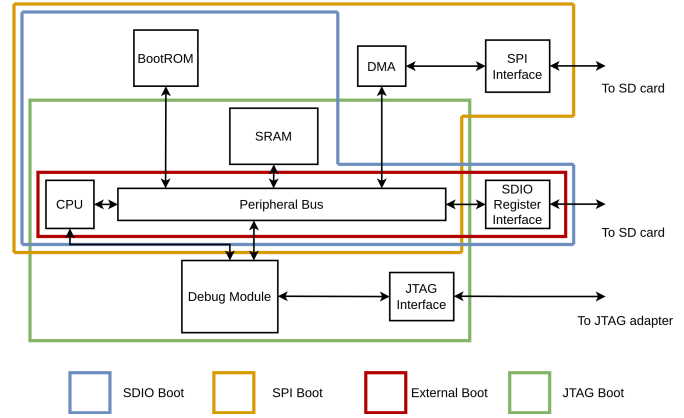 BootROM
DMA
SPI
Interface
To SD card
SRAM
CPU
Peripheral Bus
SDIO
Register
Interface
To SD card
Debug Module
JTAG
Interface
To JTAG adapter
SDIO Boot
SPI Boot
External Boot
JTAG Boot